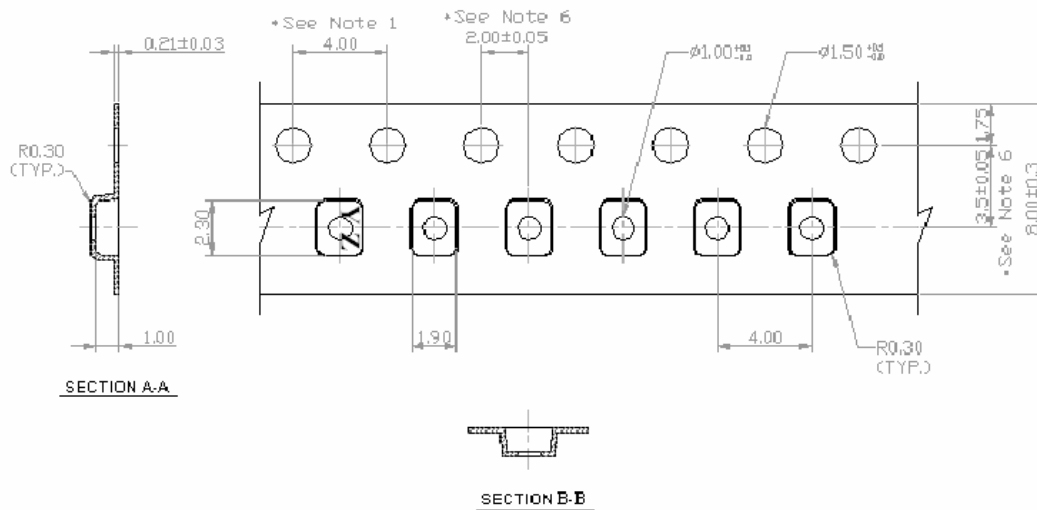 *See Note 1
4.00
*See Note 6
2.00±0.05
0.21±0.03
ø1.00
ø1.50
R0.30
(TYP.)
1.75
3.5±0.05
*See Note 6
8.00±0.3
2.30
Y
Z
1.00
1.90
4.00
R0.30
(TYP.)
SECTION A-A
SECTION B-B